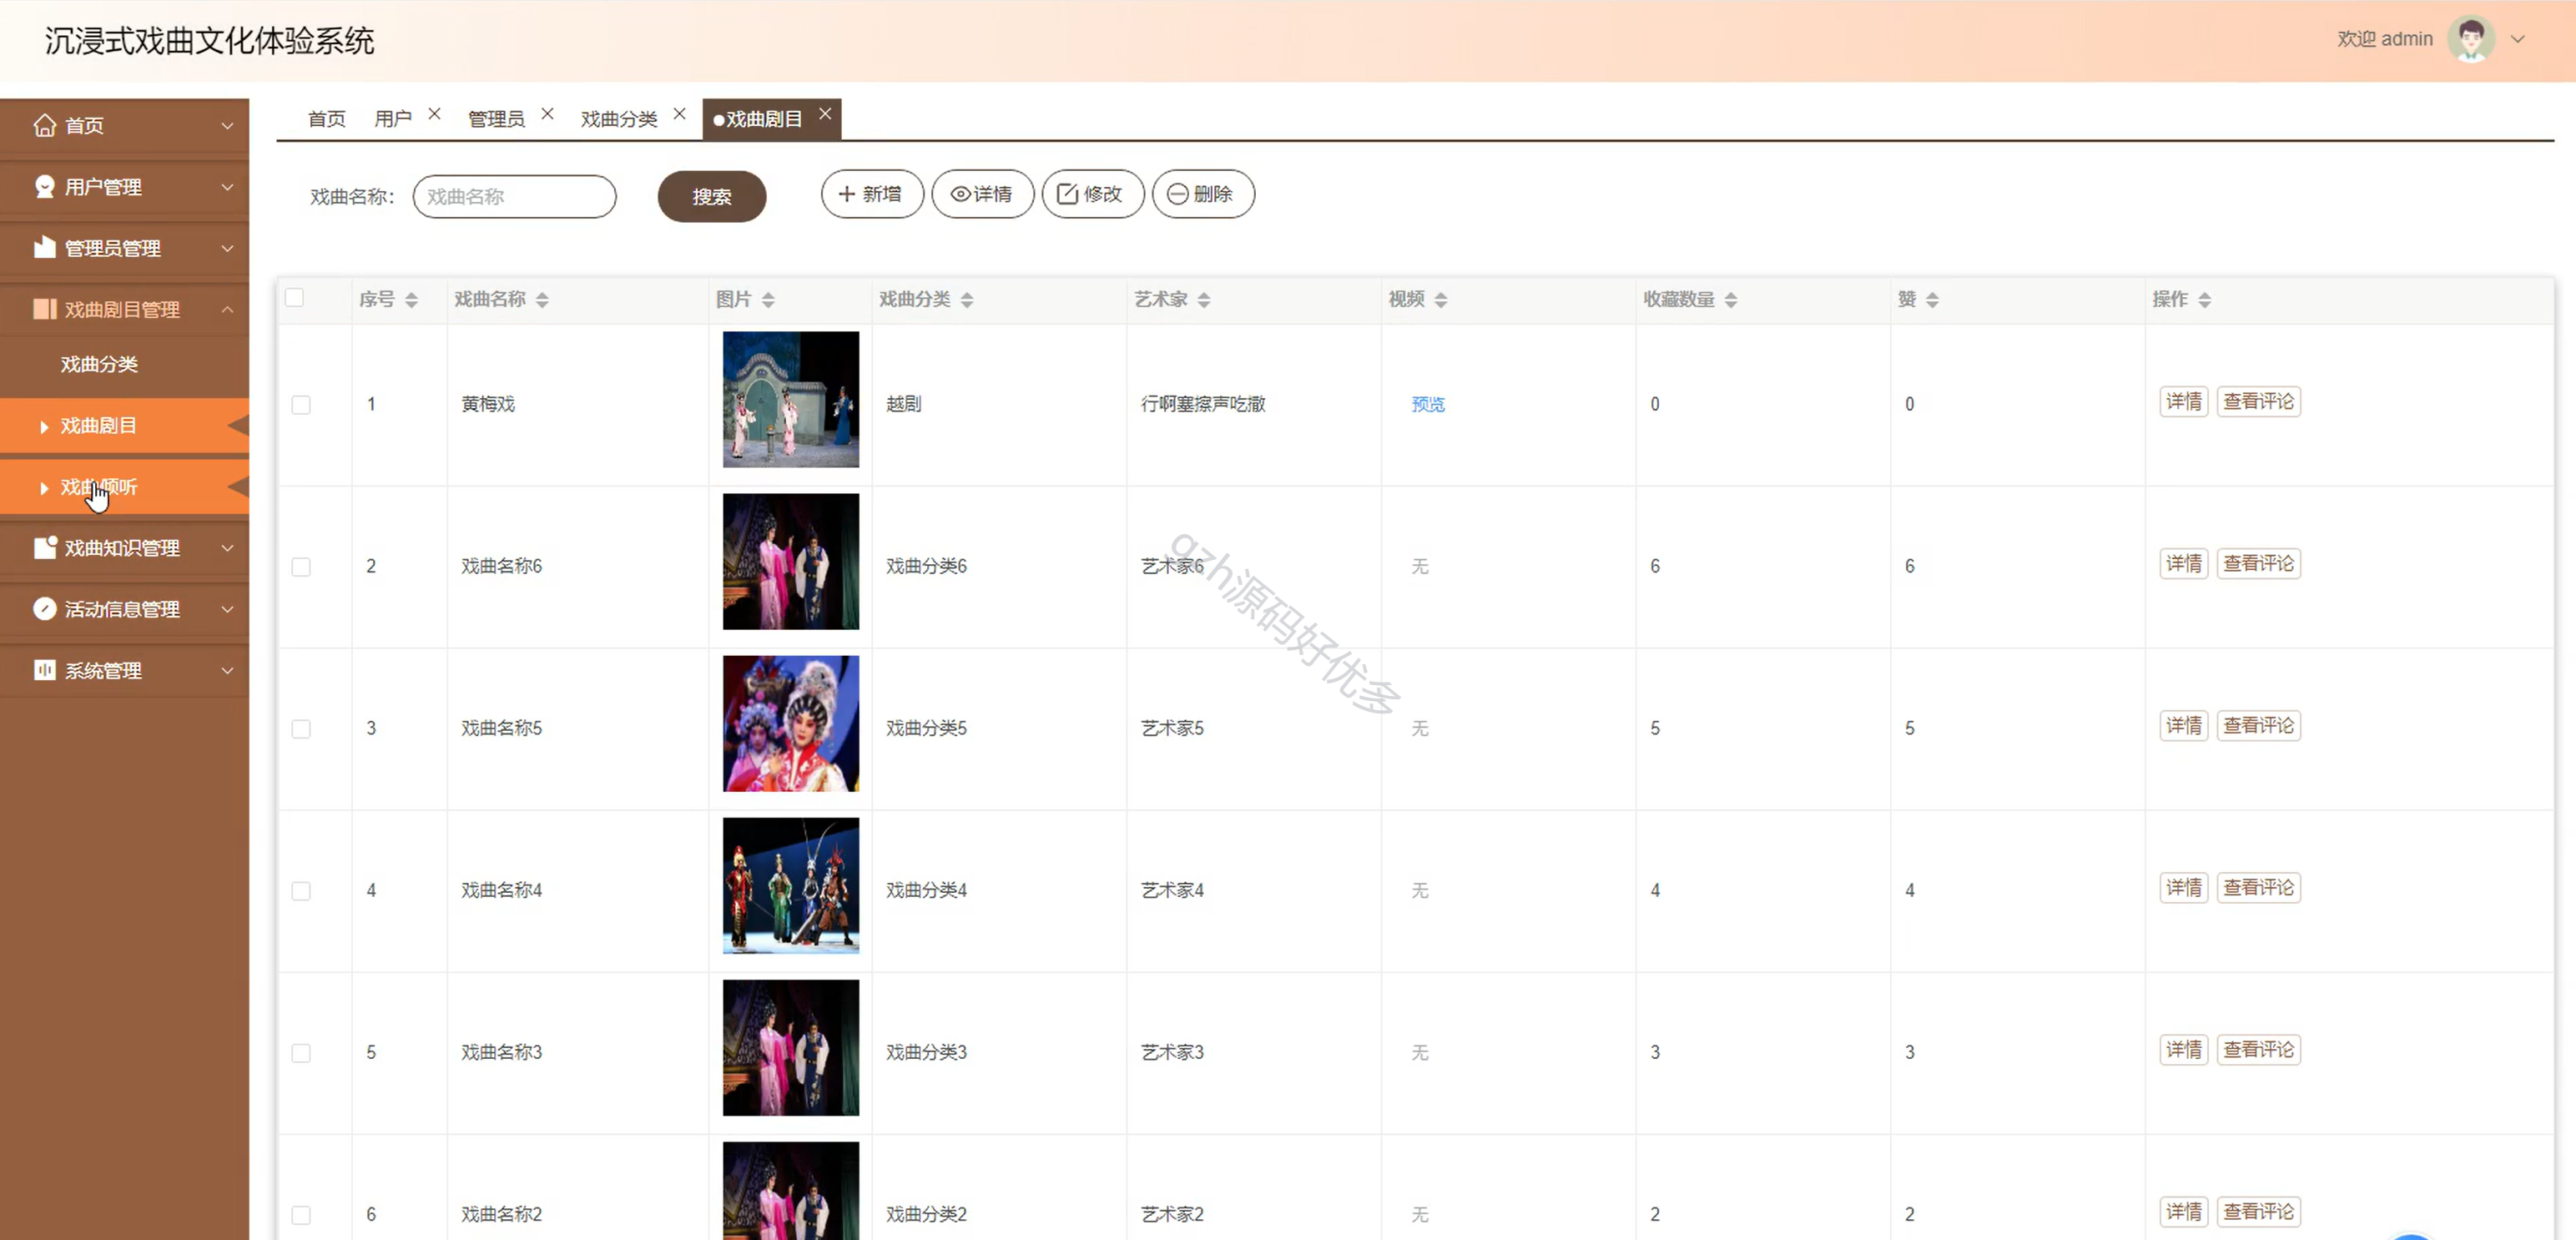 沉浸式戏曲文化体验系统
欢迎 admin
首页
用户管理
管理员管理
戏曲剧目管理
戏曲分类
戏曲剧目
戏曲倾听
戏曲知识管理
活动信息管理
系统管理
首页 用户 管理员 戏曲分类 戏曲剧目
戏曲名称: 戏曲名称 搜索 新增 详情 修改 删除
序号 戏曲名称 图片 戏曲分类 艺术家 视频 收藏数量 赞 操作
1 黄梅戏 越剧 行啊塞擦声吃撒 预览 0 0 详情 查看评论
2 戏曲名称6 戏曲分类6 艺术家6 无 6 6 详情 查看评论
3 戏曲名称5 戏曲分类5 艺术家5 无 5 5 详情 查看评论
4 戏曲名称4 戏曲分类4 艺术家4 无 4 4 详情 查看评论
5 戏曲名称3 戏曲分类3 艺术家3 无 3 3 详情 查看评论
6 戏曲名称2 戏曲分类2 艺术家2 无 2 2 详情 查看评论
gzh源码好优多